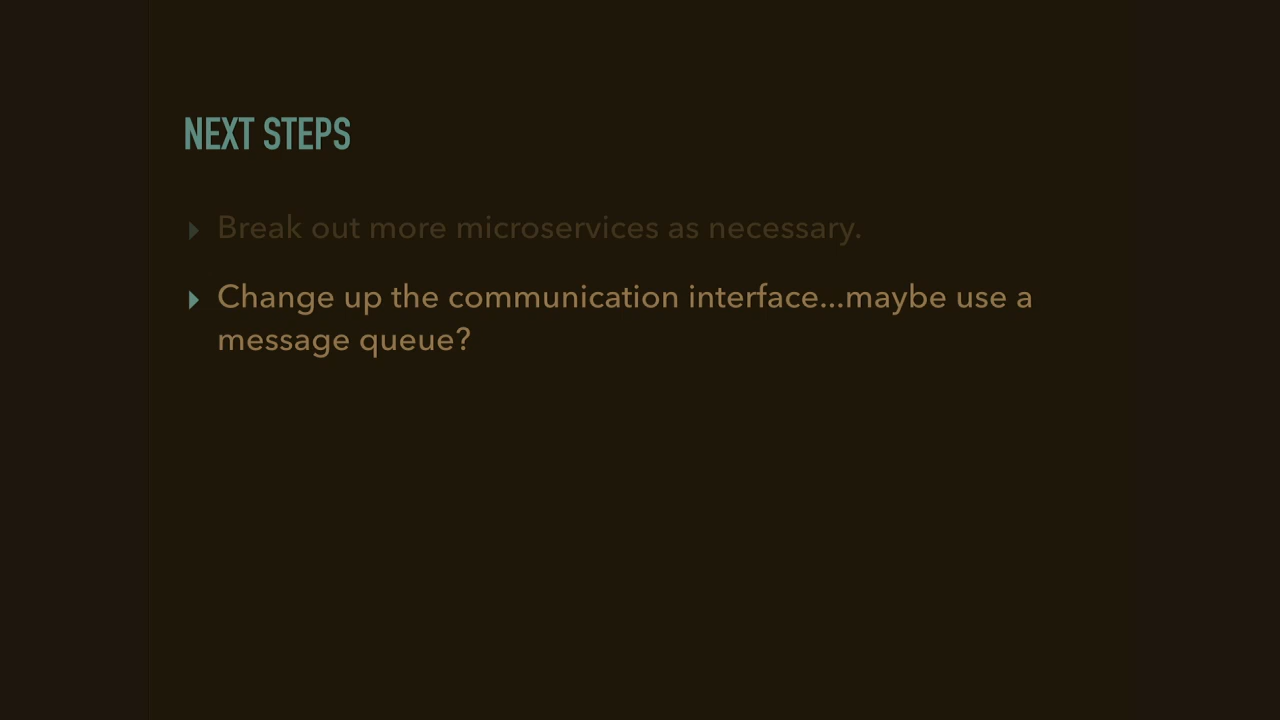 NEXT STEPS
Break out more microservices as necessary.
Change up the communication interface...maybe use a
message queue?